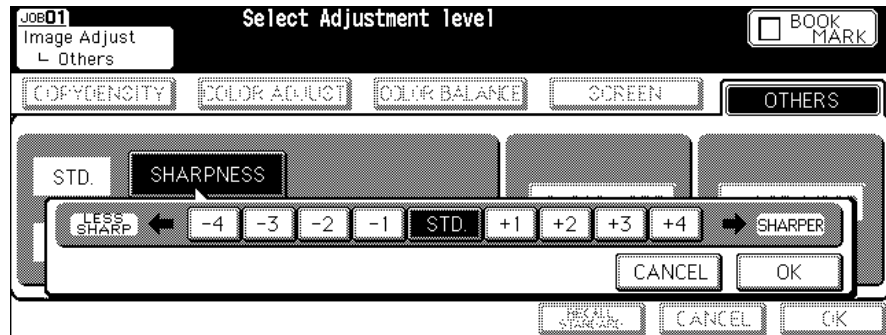 JOB01
Select Adjustment level
BOOK
MARK
Image Adjust
└ Others
COPYDENSITY COLOR ADJUST COLOR BALANCE SCREEN OTHERS
STD. SHARPNESS
LESS
SHARP
-4 -3 -2 -1 STD. +1 +2 +3 +4 SHARPER
CANCEL OK
RECALL
STANDARD
CANCEL OK